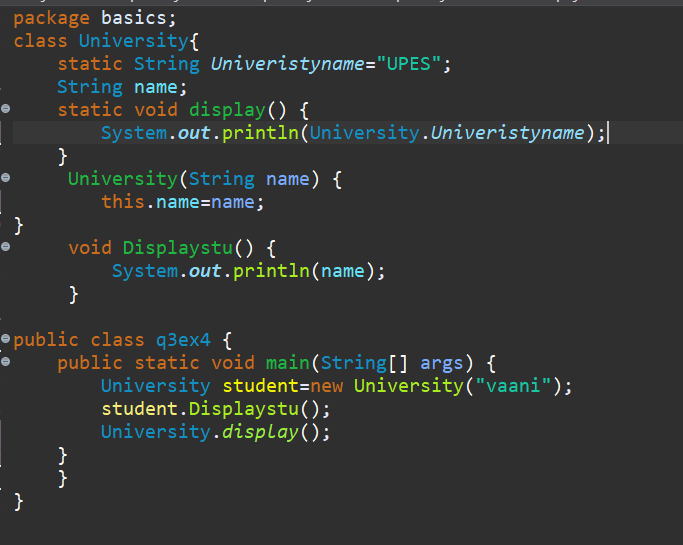 package basics;
class University{
    static String Univeristyname="UPES";
    String name;
    static void display() {
        System.out.println(University.Univeristyname);
    }
     University(String name) {
        this.name=name;
}
     void Displaystu() {
         System.out.println(name);
     }

public class q3ex4 {
    public static void main(String[] args) {
        University student=new University("vaani");
        student.Displaystu();
        University.display();
    }
    }
}